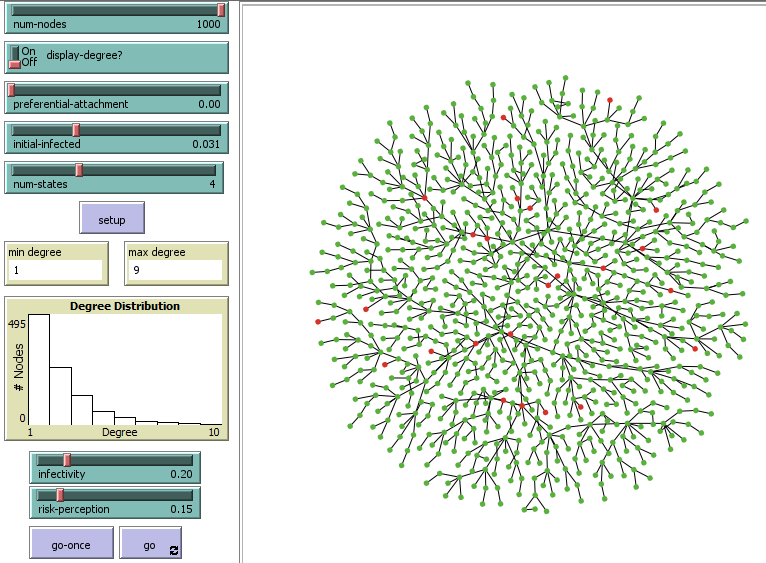 num-nodes 1000
On
Off
display-degree?
preferential-attachment 0.00
initial-infected 0.031
num-states 4
setup
min degree
1
max degree
9
Degree Distribution
495
# Nodes
0
1 Degree 10
infectivity 0.20
risk-perception 0.15
go-once
go